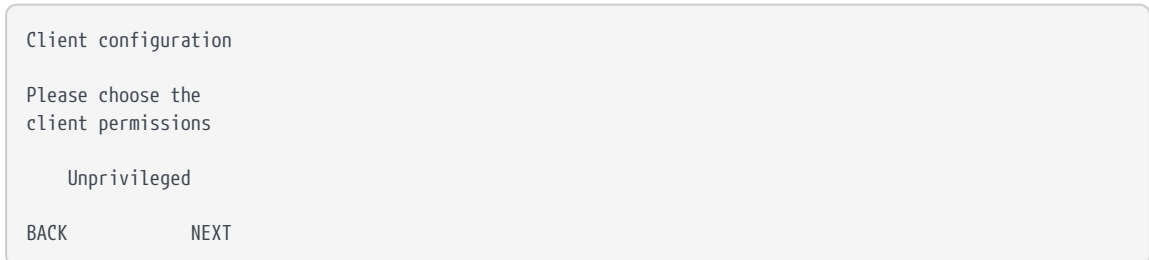 Client configuration
Please choose the
client permissions
Unprivileged
BACK NEXT